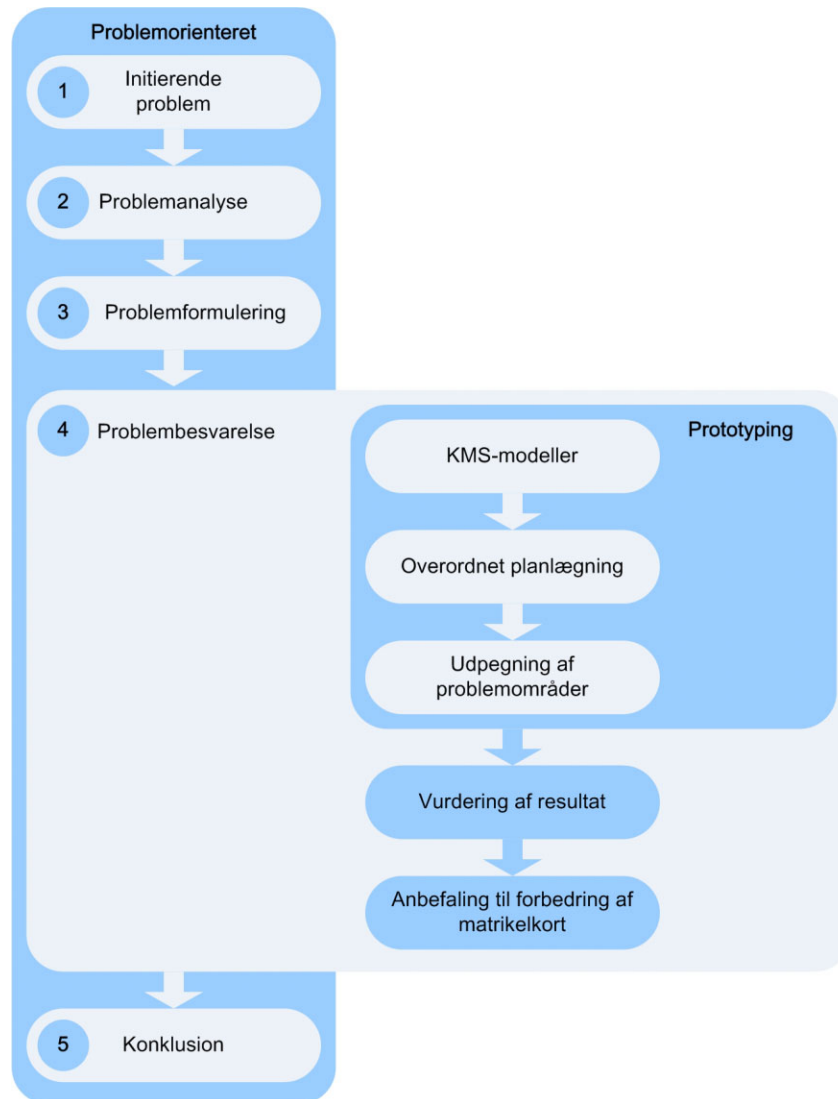 Problemorienteret
1
Initierende
problem
2
Problemanalyse
3
Problemformulering
4
Problembesvarelse
Prototyping
KMS-modeller
Overordnet planlægning
Udpegning af
problemområder
Vurdering af resultat
Anbefaling til forbedring af
matrikelkort
5
Konklusion